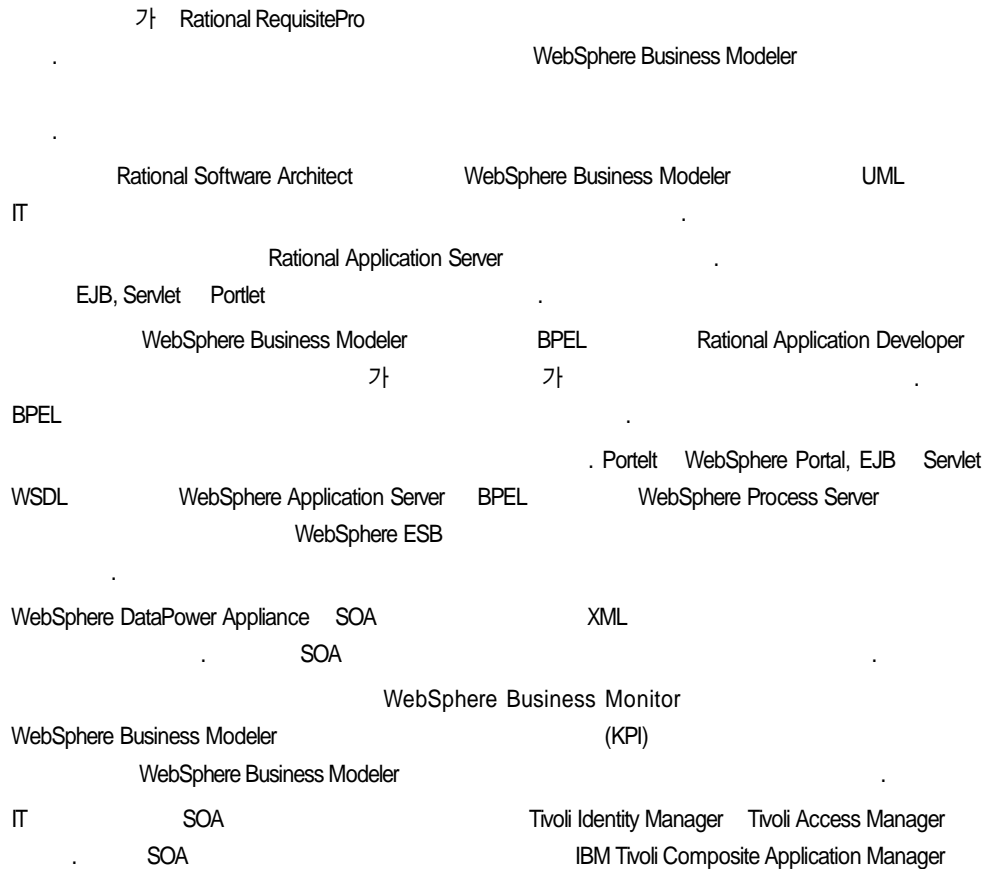 가 Rational RequisitePro
. WebSphere Business Modeler
.
Rational Software Architect WebSphere Business Modeler UML
IT .
Rational Application Server .
EJB, Servlet Portlet .
WebSphere Business Modeler BPEL Rational Application Developer
가 가 .
BPEL .
. Portelt WebSphere Portal, EJB Servlet
WSDL WebSphere Application Server BPEL WebSphere Process Server
WebSphere ESB
.
WebSphere DataPower Appliance SOA XML
. SOA .
WebSphere Business Monitor
WebSphere Business Modeler (KPI)
WebSphere Business Modeler .
IT SOA Tivoli Identity Manager Tivoli Access Manager
. SOA IBM Tivoli Composite Application Manager